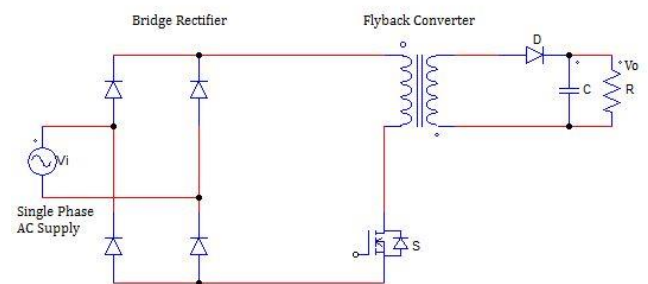 Bridge Rectifier
Flyback Converter
D
Vo
C
R
Vi
Single Phase
AC Supply
S